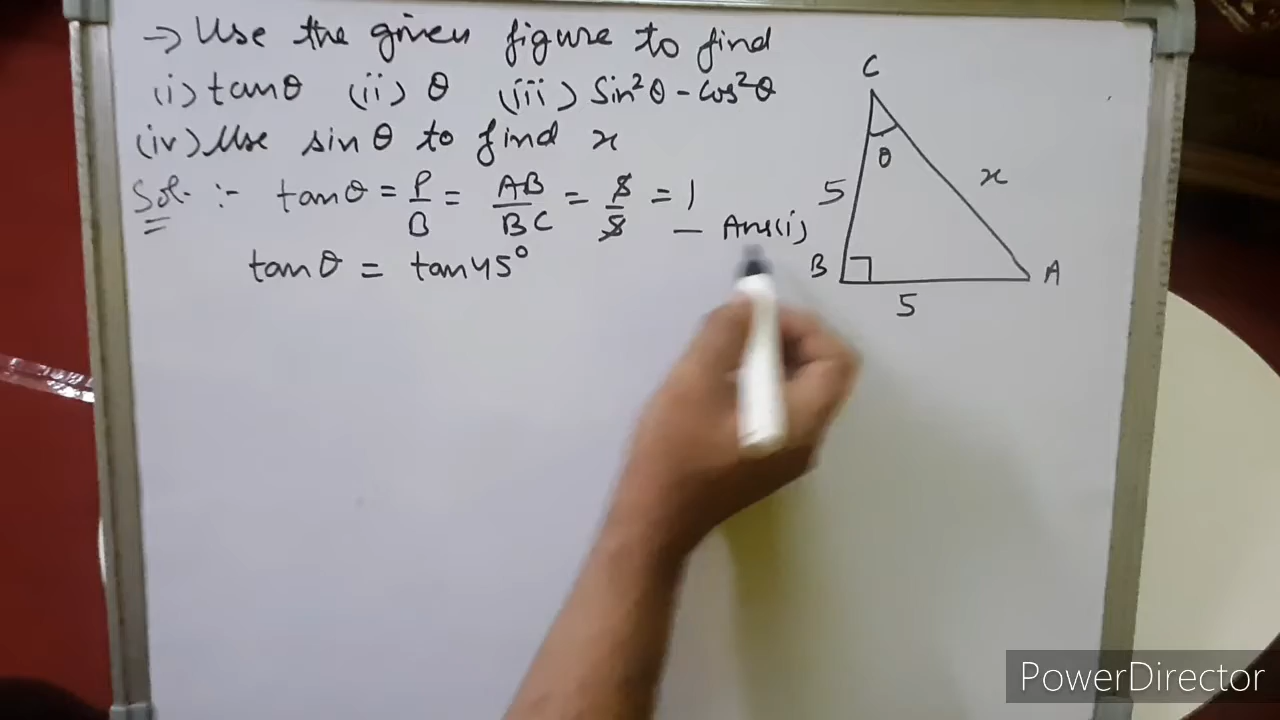 → Use the given figure to find
(i) tanθ (ii) θ (iii) Sin²θ - Cos²θ
(iv) Use sinθ to find x
Sol. :- tanθ = P/B = AB/BC = 5/5 = 1
— Ans(i)
tanθ = tan45°
C
θ
5
x
B
A
5
PowerDirector